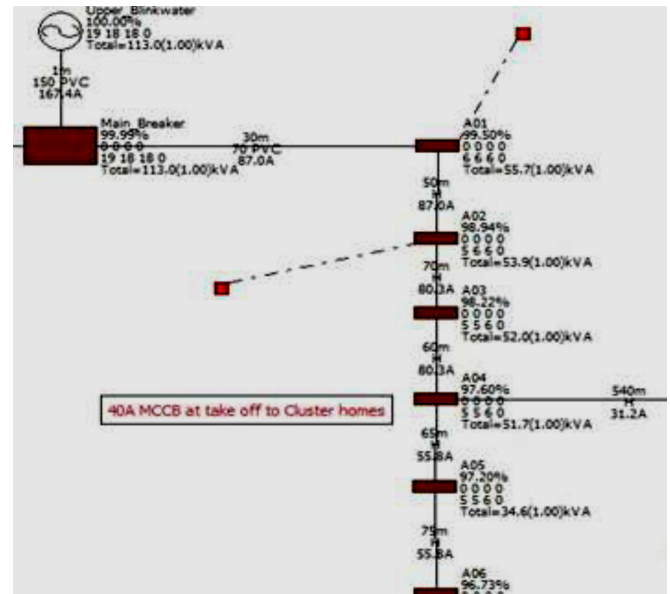 Upper_Blinkwater
100.00%
19 18 18 0
Total=113.0(1.00)kVA
1m
150 PVC
167.4A
Main_Breaker
99.99%
0 0 0 0
19 18 18 0
Total=113.0(1.00)kVA
30m
70 PVC
87.0A
A01
99.50%
0 0 0 0
6 6 6 0
Total=55.7(1.00)kVA
50m
H
87.0A
A02
98.94%
0 0 0 0
5 6 6 0
Total=53.9(1.00)kVA
70m
H
80.3A
A03
98.22%
0 0 0 0
5 5 6 0
Total=52.0(1.00)kVA
60m
H
80.3A
A04
97.60%
0 0 0 0
5 5 6 0
Total=51.7(1.00)kVA
540m
H
31.2A
40A MCCB at take off to Cluster homes
65m
H
55.8A
A05
97.20%
0 0 0 0
5 5 6 0
Total=34.6(1.00)kVA
75m
H
55.8A
A06
96.73%